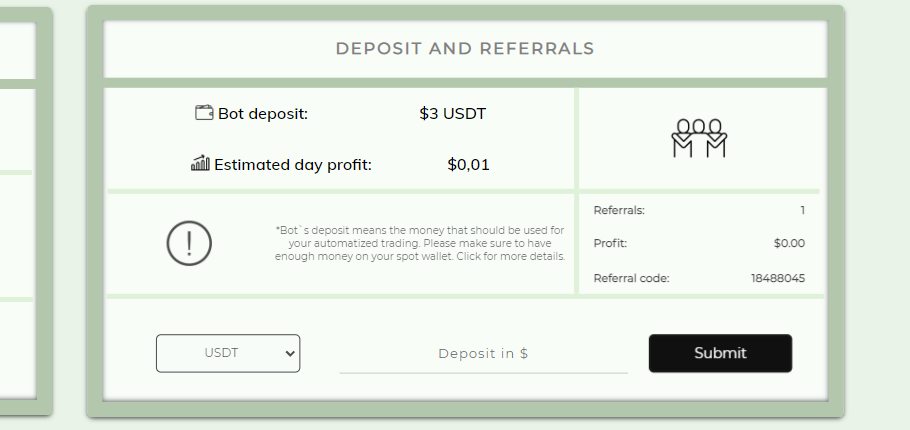 DEPOSIT AND REFERRALS
Bot deposit: $3 USDT
Estimated day profit: $0,01
*Bot`s deposit means the money that should be used for
your automatized trading. Please make sure to have
enough money on your spot wallet. Click for more details.
Referrals: 1
Profit: $0.00
Referral code: 18488045
USDT
Deposit in $
Submit